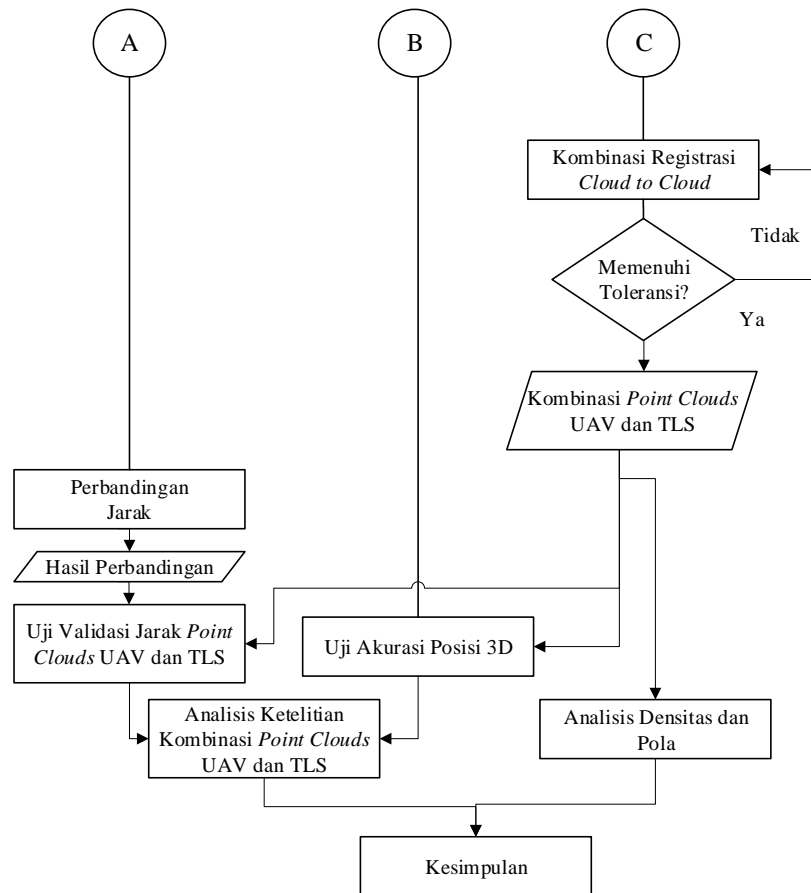 A
B
C
Kombinasi Registrasi
Cloud to Cloud
Tidak
Memenuhi
Toleransi?
Ya
Kombinasi Point Clouds
UAV dan TLS
Perbandingan
Jarak
Hasil Perbandingan
Uji Validasi Jarak Point
Clouds UAV dan TLS
Uji Akurasi Posisi 3D
Analisis Ketelitian
Kombinasi Point Clouds
UAV dan TLS
Analisis Densitas dan
Pola
Kesimpulan